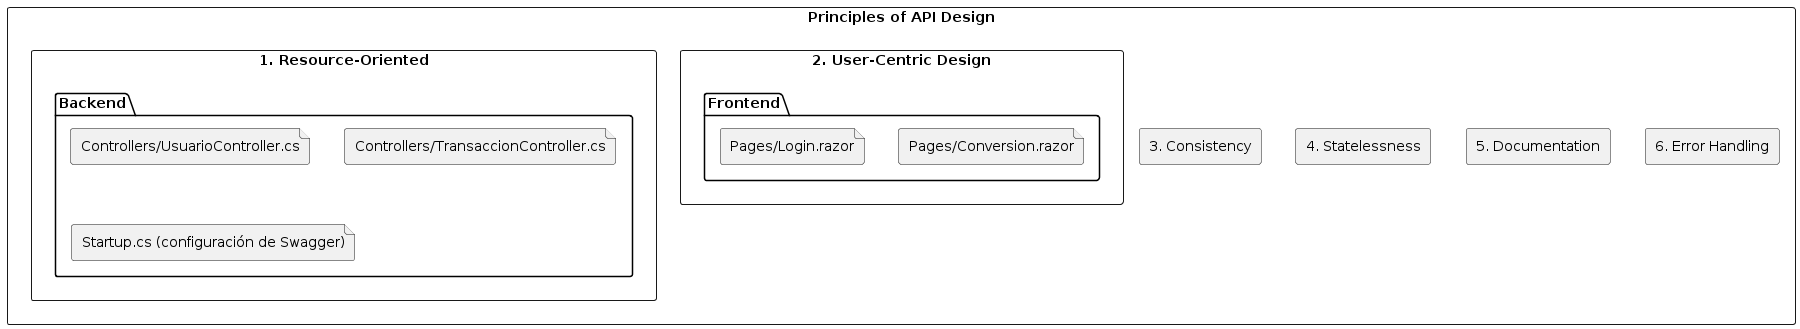 Principles of API Design
1. Resource-Oriented
Backend
Controllers/UsuarioController.cs
Controllers/TransaccionController.cs
Startup.cs (configuración de Swagger)
2. User-Centric Design
Frontend
Pages/Login.razor
Pages/Conversion.razor
3. Consistency
4. Statelessness
5. Documentation
6. Error Handling